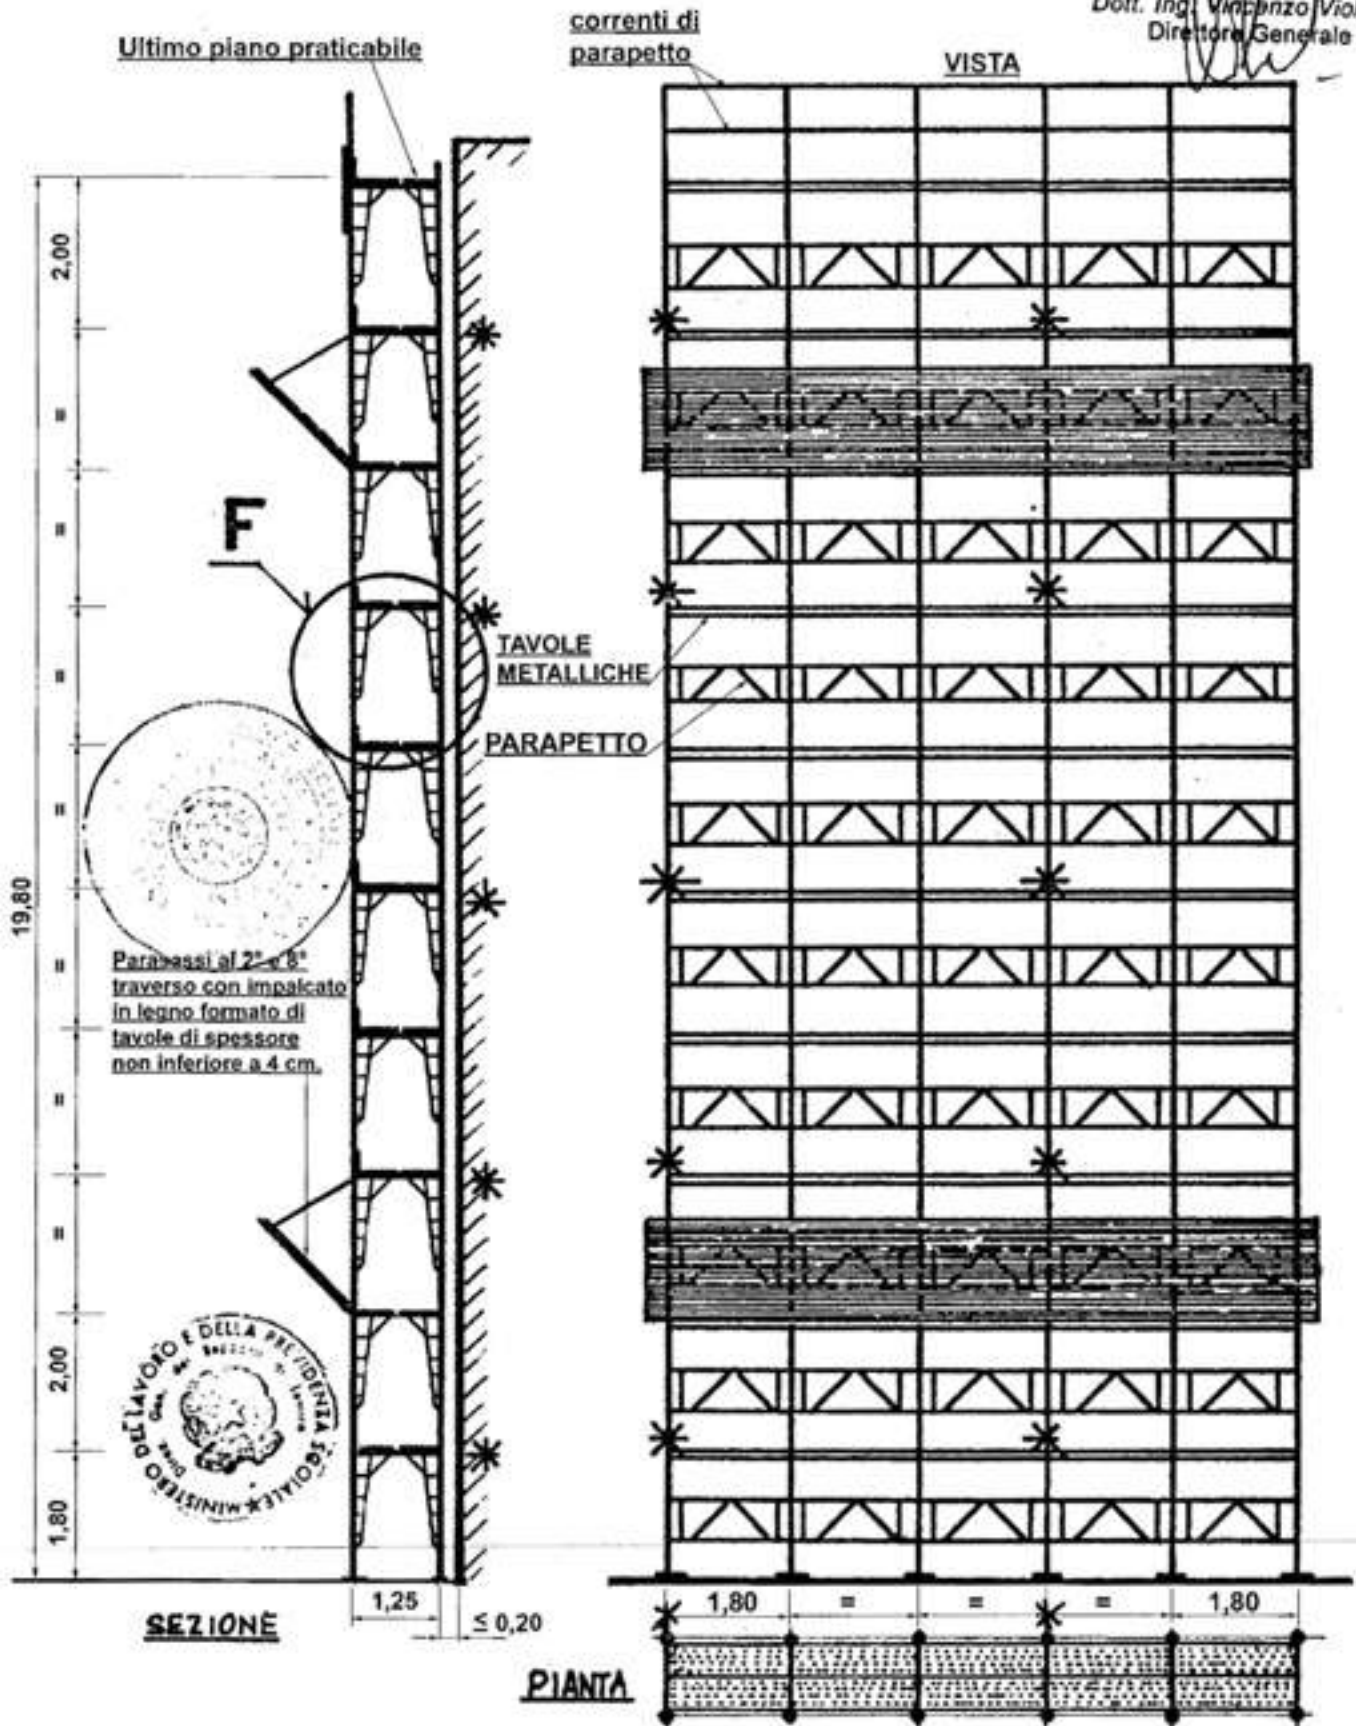 Dott. Ing. Vincenzo
Direttore Generale
Ultimo piano praticabile
correnti di
parapetto
VISTA
2,00
=
=
F
=
TAVOLE
METALLICHE
PARAPETTO
=
19,80
=
Parasassi al 2° e 8°
traverso con impalcato
in legno formato di
tavole di spessore
non inferiore a 4 cm.
=
=
2,00
MINISTERO DEL LAVORO E DELLA PREVIDENZA SOCIALE
1,80
1,25
≤ 0,20
SEZIONE
1,80 = = = 1,80
PIANTA